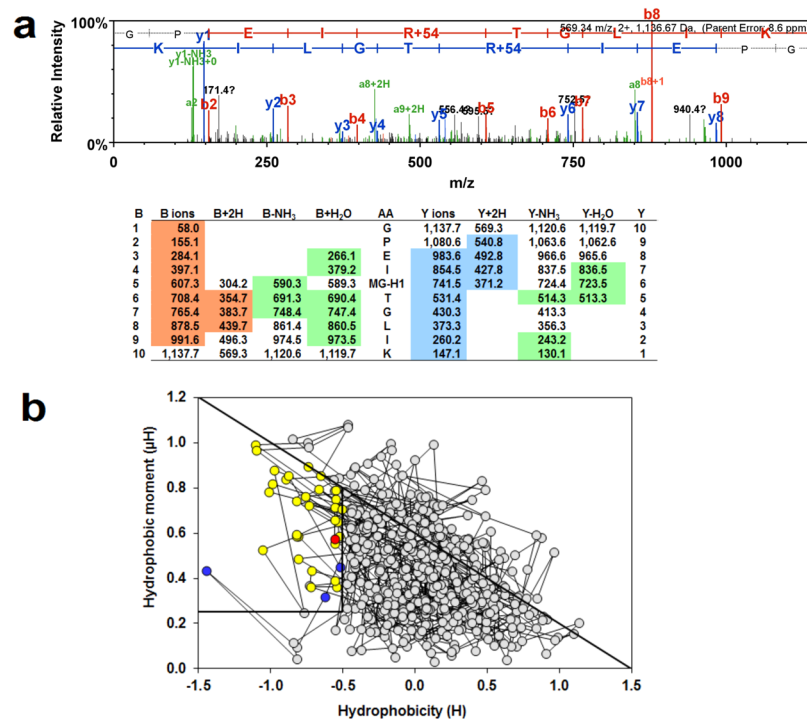 a
100%
0%
Relative Intensity
G P E I R+54 T G L I K
569.34 m/z, 2+, 1,136.67 Da, (Parent Error: 8.6 ppm
K I L G T R+54 I E P G
y1
y1-NH3
y1-NH3+0
a2
b2
171.4?
y2
b3
y3
b4
a8+2H
y4
a9+2H
y5
556.4?
595.5?
b5
b6
y6
752.5?
b7
a8
y7
b8
b8+1
940.4?
y8
b9
0 250 500 750 1000
m/z
B B ions B+2H B-NH₃ B+H₂O AA Y ions Y+2H Y-NH₃ Y-H₂O Y
1 58.0 G 1,137.7 569.3 1,120.6 1,119.7 10
2 155.1 P 1,080.6 540.8 1,063.6 1,062.6 9
3 284.1 266.1 E 983.6 492.8 966.6 965.6 8
4 397.1 379.2 I 854.5 427.8 837.5 836.5 7
5 607.3 304.2 590.3 589.3 MG-H1 741.5 371.2 724.4 723.5 6
6 708.4 354.7 691.3 690.4 T 531.4 514.3 513.3 5
7 765.4 383.7 748.4 747.4 G 430.3 413.3 4
8 878.5 439.7 861.4 860.5 L 373.3 356.3 3
9 991.6 496.3 974.5 973.5 I 260.2 243.2 2
10 1,137.7 569.3 1,120.6 1,119.7 K 147.1 130.1 1
b
Hydrophobic moment (µH)
1.2
1.0
0.8
0.6
0.4
0.2
0.0
-1.5 -1.0 -0.5 0.0 0.5 1.0 1.5
Hydrophobicity (H)